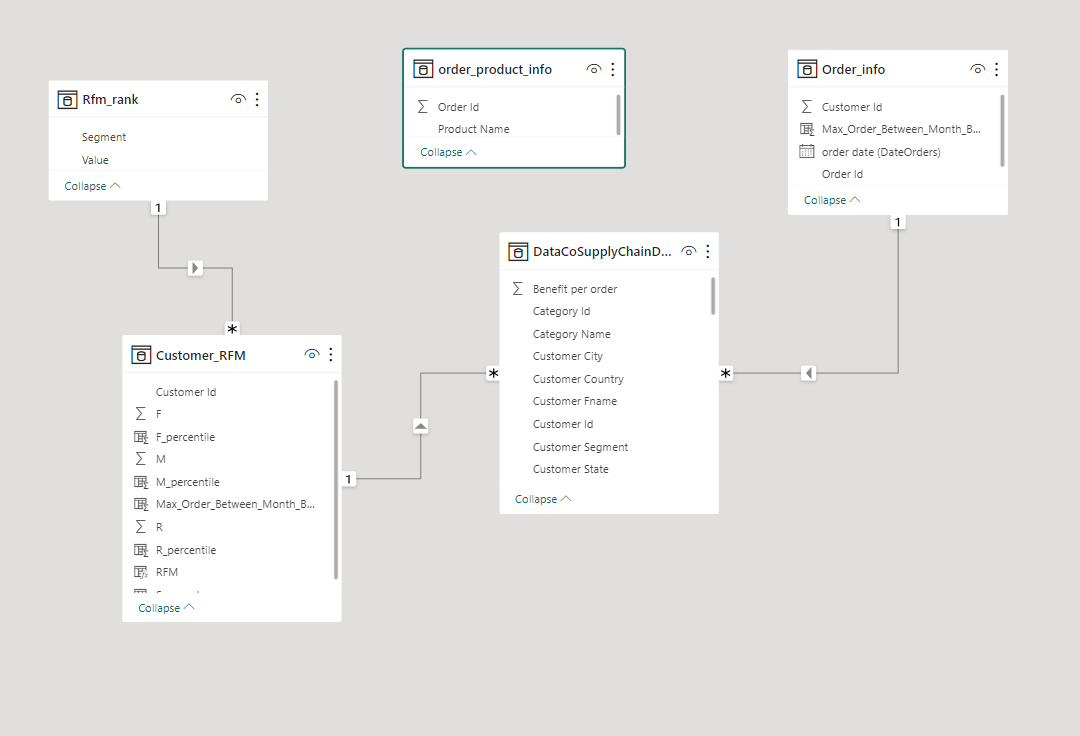 Rfm_rank
Segment
Value
Collapse
1
*
order_product_info
Order Id
Product Name
Collapse
Order_info
Customer Id
Max_Order_Between_Month_B...
order date (DateOrders)
Order Id
Collapse
1
*
DataCoSupplyChainD...
Benefit per order
Category Id
Category Name
Customer City
Customer Country
Customer Fname
Customer Id
Customer Segment
Customer State
Collapse
*
Customer_RFM
Customer Id
F
F_percentile
M
M_percentile
Max_Order_Between_Month_B...
R
R_percentile
RFM
Collapse
1